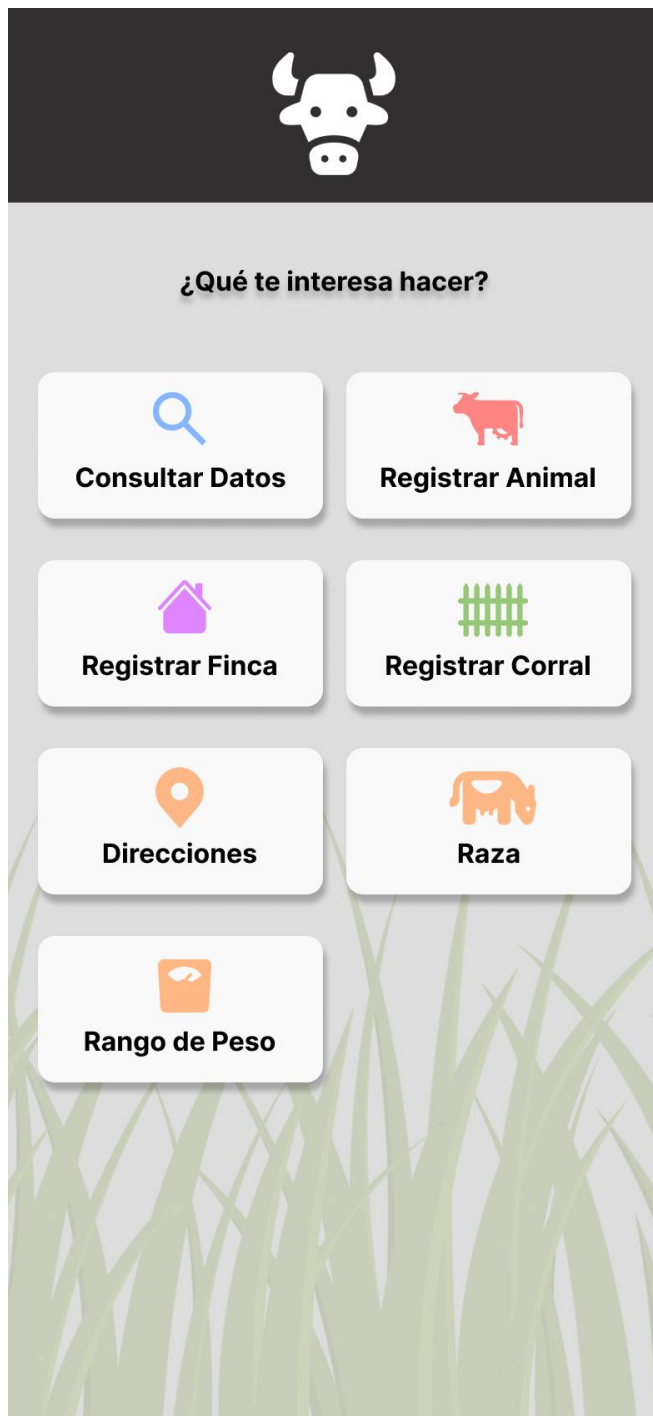 ¿Qué te interesa hacer?
Consultar Datos
Registrar Animal
Registrar Finca
Registrar Corral
Direcciones
Raza
Rango de Peso